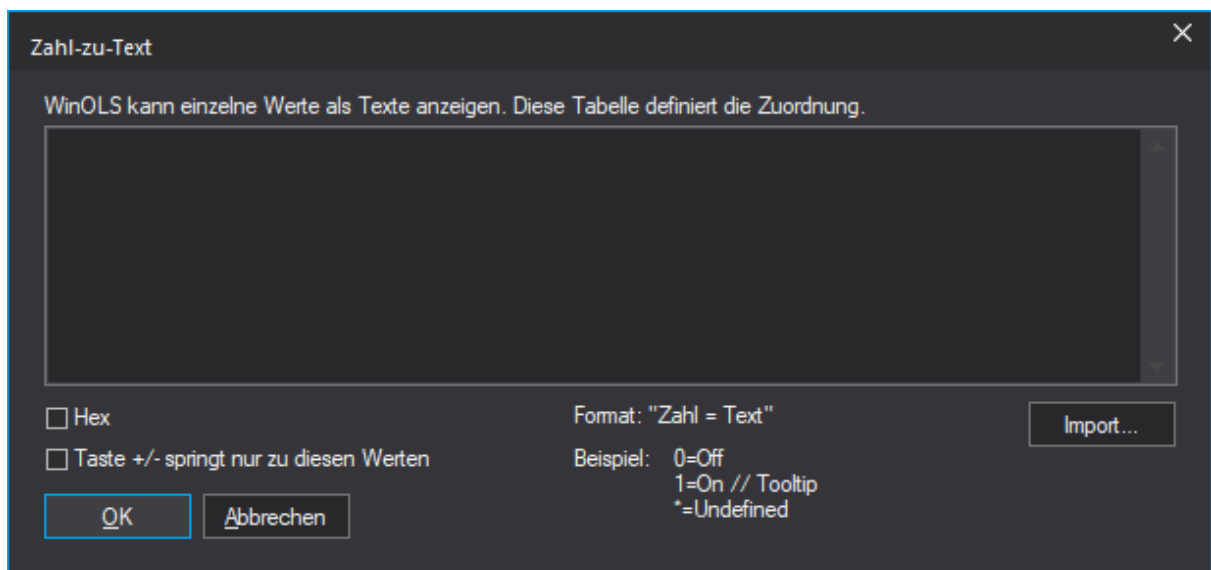 Zahl-zu-Text
WinOLS kann einzelne Werte als Texte anzeigen. Diese Tabelle definiert die Zuordnung.
Hex
Format: "Zahl = Text"
Import...
Taste +/- springt nur zu diesen Werten
Beispiel: 0=Off
1=On // Tooltip
*=Undefined
OK
Abbrechen